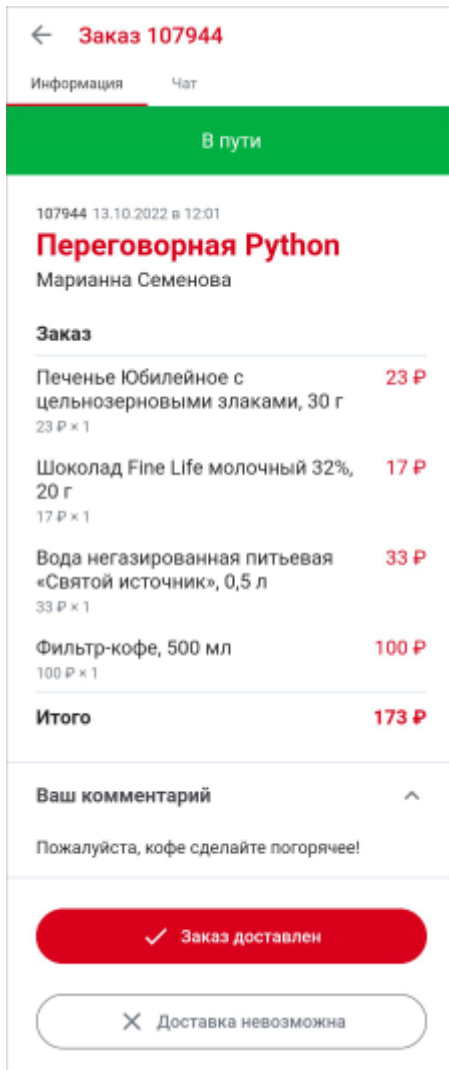 Заказ 107944
Информация Чат
В пути
107944 13.10.2022 в 12:01
Переговорная Python
Марианна Семенова
Заказ
Печенье Юбилейное с 23 ₽
цельнозерновыми злаками, 30 г
23 ₽ × 1
Шоколад Fine Life молочный 32%, 17 ₽
20 г
17 ₽ × 1
Вода негазированная питьевая 33 ₽
«Святой источник», 0,5 л
33 ₽ × 1
Фильтр-кофе, 500 мл 100 ₽
100 ₽ × 1
Итого 173 ₽
Ваш комментарий
Пожалуйста, кофе сделайте погорячее!
Заказ доставлен
Доставка невозможна